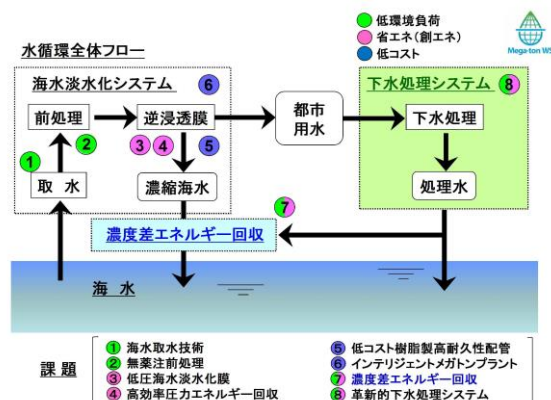 低環境負荷
省エネ(創エネ)
低コスト
Mega-ton WS
水循環全体フロー
海水淡水化システム
6
下水処理システム
8
前処理
逆浸透膜
都市
用水
下水処理
1
2
3
4
5
取水
濃縮海水
処理水
7
濃度差エネルギー回収
海水
課題
1 海水取水技術
2 無薬注前処理
3 低圧海水淡水化膜
4 高効率圧力エネルギー回収
5 低コスト樹脂製高耐久性配管
6 インテリジェントメガトンプラント
7 濃度差エネルギー回収
8 革新的下水処理システム